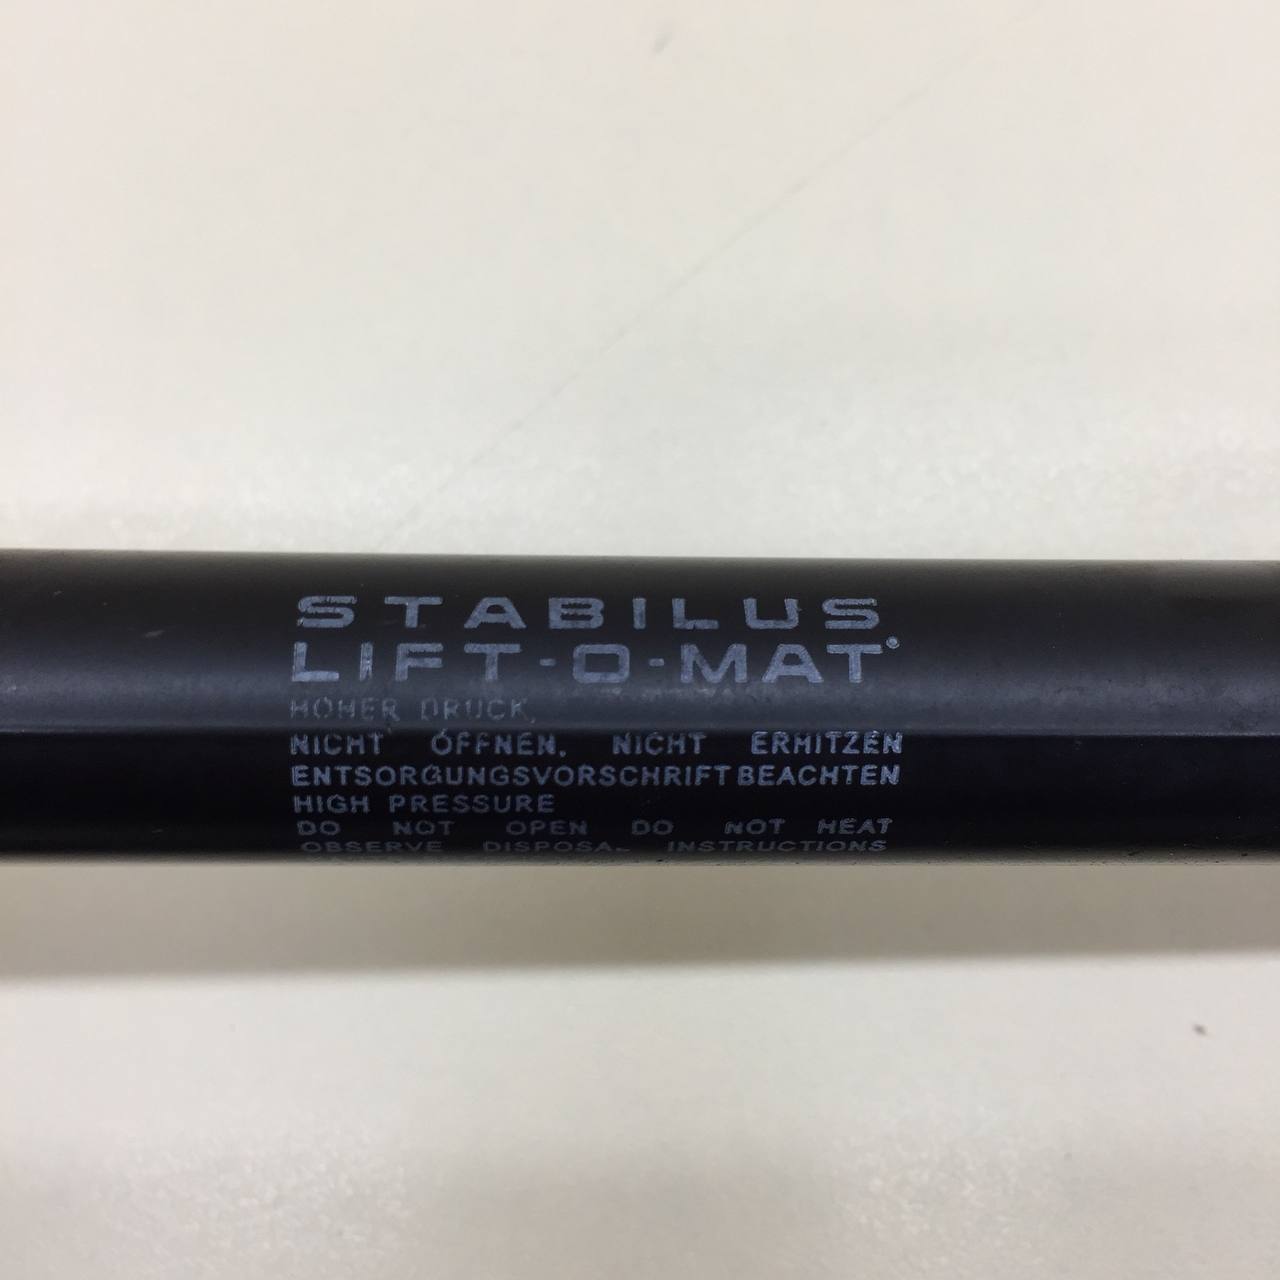 STABILUS
LIFT-O-MAT
HOHER DRUCK,
NICHT ÖFFNEN, NICHT ERHITZEN
ENTSORGUNGSVORSCHRIFT BEACHTEN
HIGH PRESSURE
DO NOT OPEN DO NOT HEAT
OBSERVE DISPOSAL INSTRUCTIONS